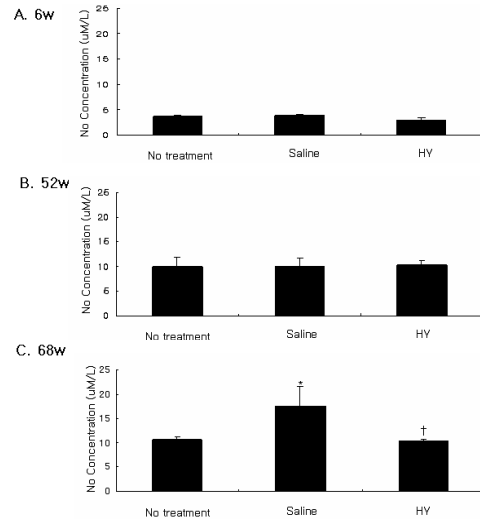 A. 6w
No Concentration (uM/L)
25
20
15
10
5
0
No treatment Saline HY
B. 52w
No Concentration (uM/L)
25
20
15
10
5
0
No treatment Saline HY
C. 68w
No Concentration (uM/L)
25
20
15
10
5
0
*
†
No treatment Saline HY